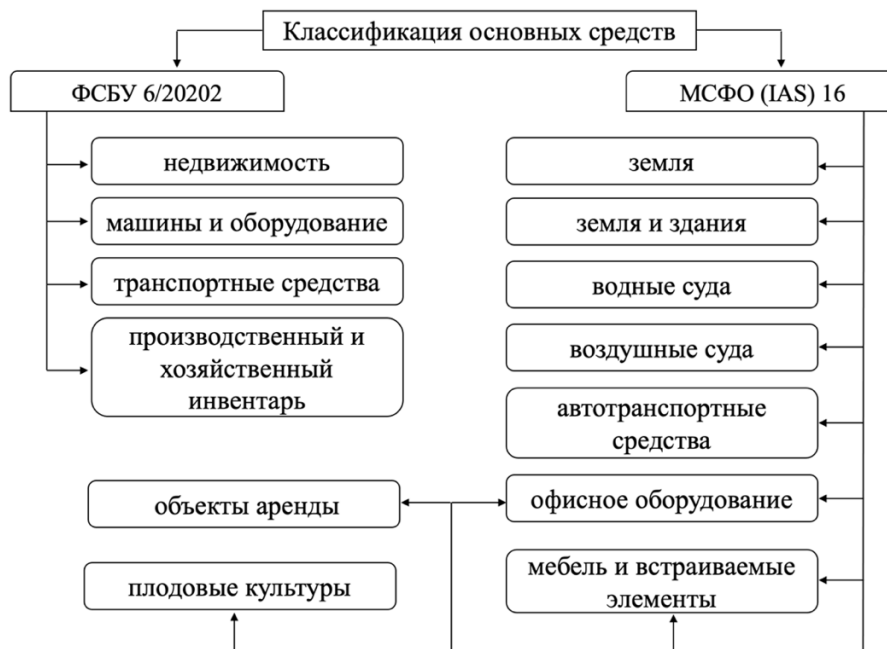 Классификация основных средств
ФСБУ 6/20202
МСФО (IAS) 16
недвижимость
машины и оборудование
транспортные средства
производственный и
хозяйственный
инвентарь
земля
земля и здания
водные суда
воздушные суда
автотранспортные
средства
объекты аренды
офисное оборудование
плодовые культуры
мебель и встраиваемые
элементы